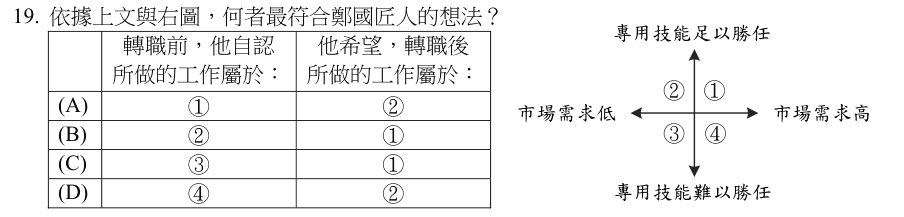 19. 依據上文與右圖，何者最符合鄭國匠人的想法？
轉職前，他自認所做的工作屬於： 他希望，轉職後所做的工作屬於：
(A) ① ②
(B) ② ①
(C) ③ ①
(D) ④ ②
專用技能足以勝任
② ①
市場需求低 市場需求高
③ ④
專用技能難以勝任